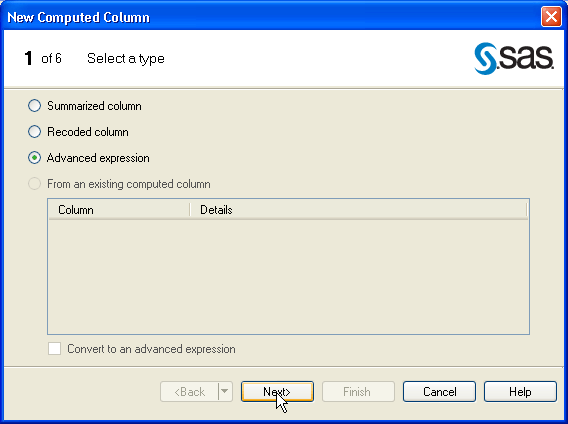 New Computed Column
1 of 6 Select a type
sas.
Summarized column
Recoded column
Advanced expression
From an existing computed column
Column Details
Convert to an advanced expression
<Back Next> Finish Cancel Help